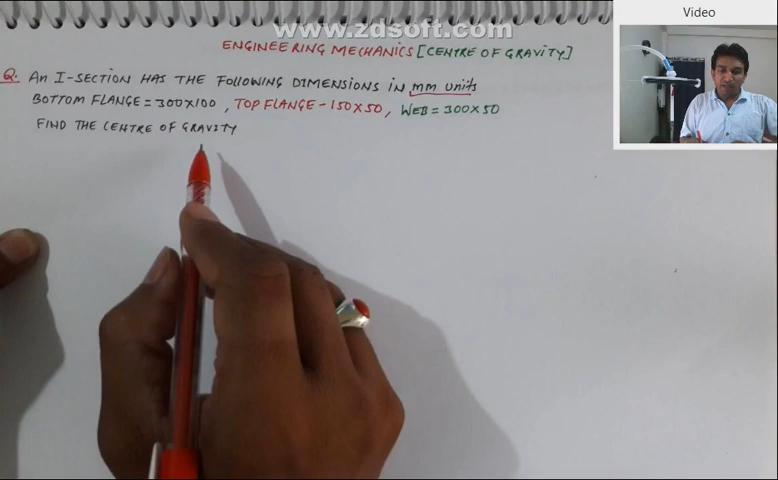 www.zdsoft.com
Video
ENGINEERING MECHANICS [CENTRE OF GRAVITY]
Q. AN I-SECTION HAS THE FOLLOWING DIMENSIONS IN mm units
BOTTOM FLANGE = 300X100, TOP FLANGE - 150X50, WEB = 300X50
FIND THE CENTRE OF GRAVITY